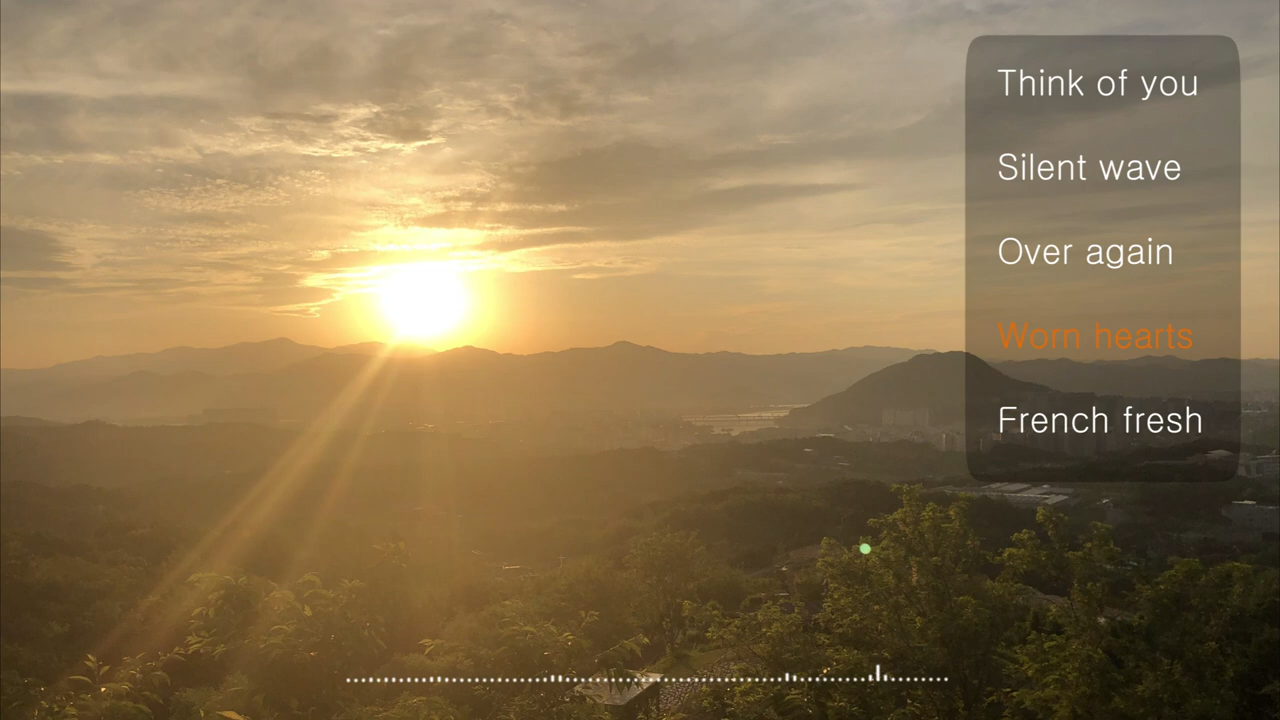 Think of you
Silent wave
Over again
Worn hearts
French fresh